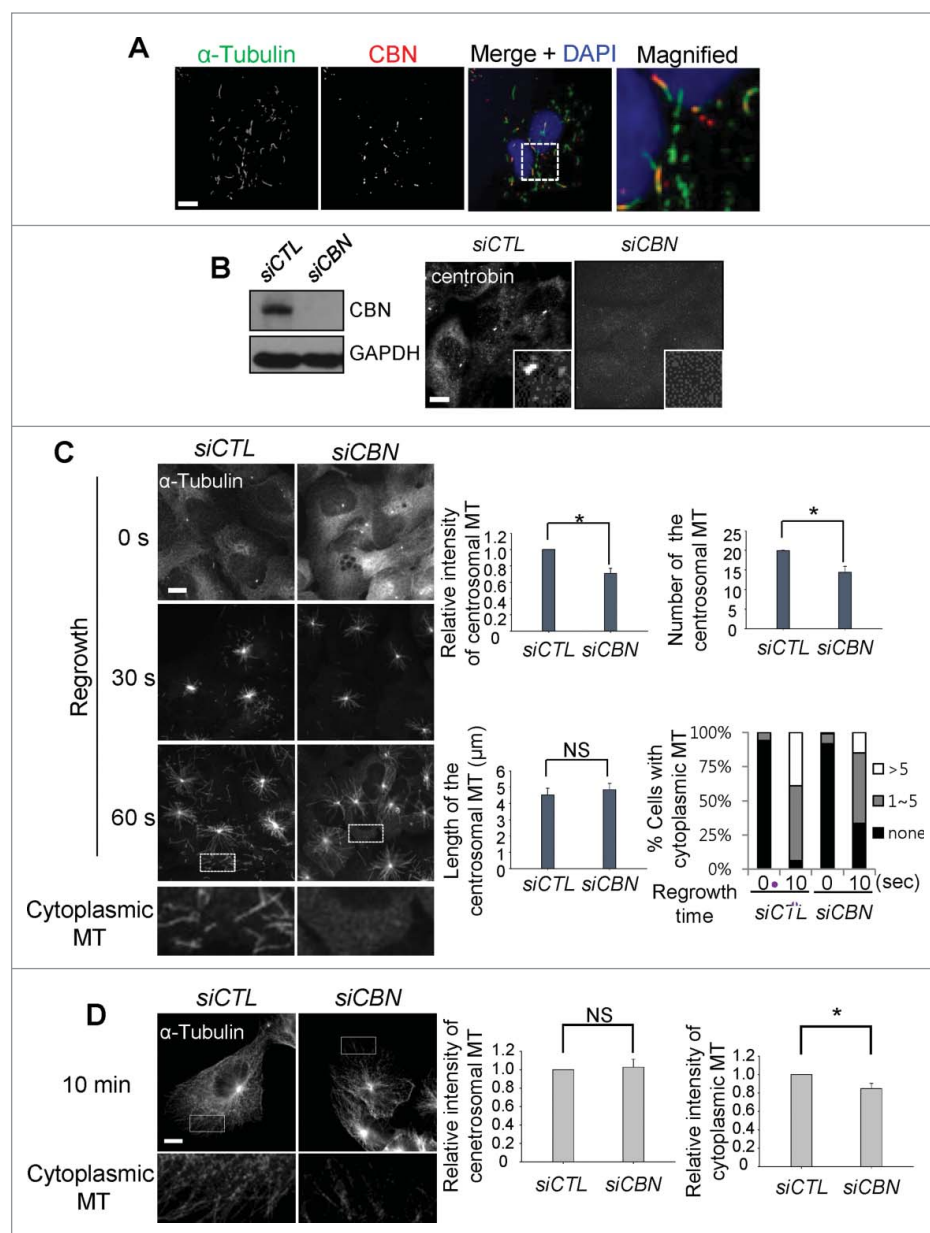 A
α-Tubulin
CBN
Merge + DAPI
Magnified
B
siCTL
siBCN
CBN
GAPDH
siCTL
siCBN
centrobin
C
siCTL
siCBN
α-Tubulin
Regrowth
0 s
30 s
60 s
Cytoplasmic
MT
Relative intensity
of centrosomal MT
1.2
1.0
0.8
0.6
0.4
0.2
0
*
siCTL siCBN
Number of the
centrosomal MT
25
20
15
10
5
0
*
siCTL siCBN
Length of the
centrosomal MT (μm)
7
6
5
4
3
2
1
0
NS
siCTL siCBN
% Cells with
cytoplasmic MT
100%
75%
50%
25%
0%
>5
1~5
none
0 10 0 10 (sec)
Regrowth
time
siCTL siCBN
D
siCTL
siCBN
α-Tubulin
10 min
Cytoplasmic
MT
Relative intensity of
cenetrosomal MT
1.2
1.0
0.8
0.6
0.4
0.2
0
NS
siCTL siCBN
Relative intensity of
cytoplasmic MT
1.2
1.0
0.8
0.6
0.4
0.2
0
*
siCTL siCBN